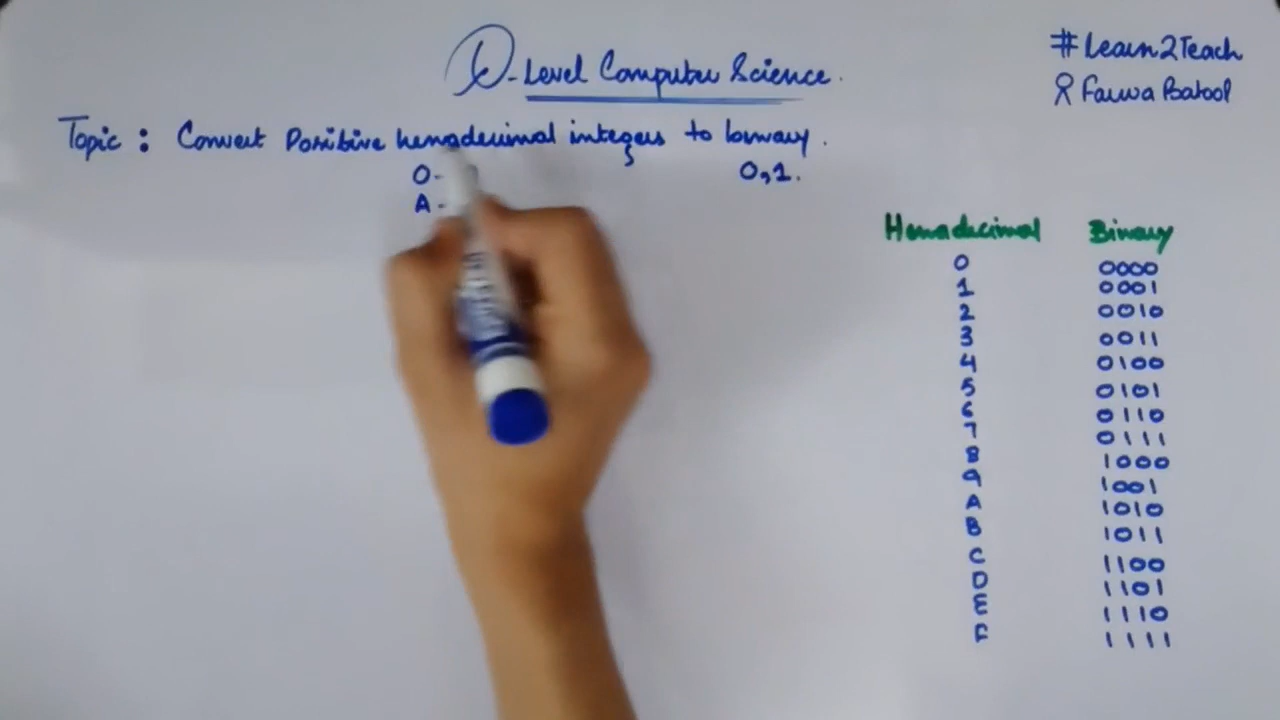 O-Level Computer Science.
#Learn2Teach
Farwa Batool
Topic: Convert Positive hexadecimal integers to binary.
0-
0,1.
A-
Hexadecimal Binary
0 0000
1 0001
2 0010
3 0011
4 0100
5 0101
6 0110
7 0111
8 1000
9 1001
A 1010
B 1011
C 1100
D 1101
E 1110
F 1111